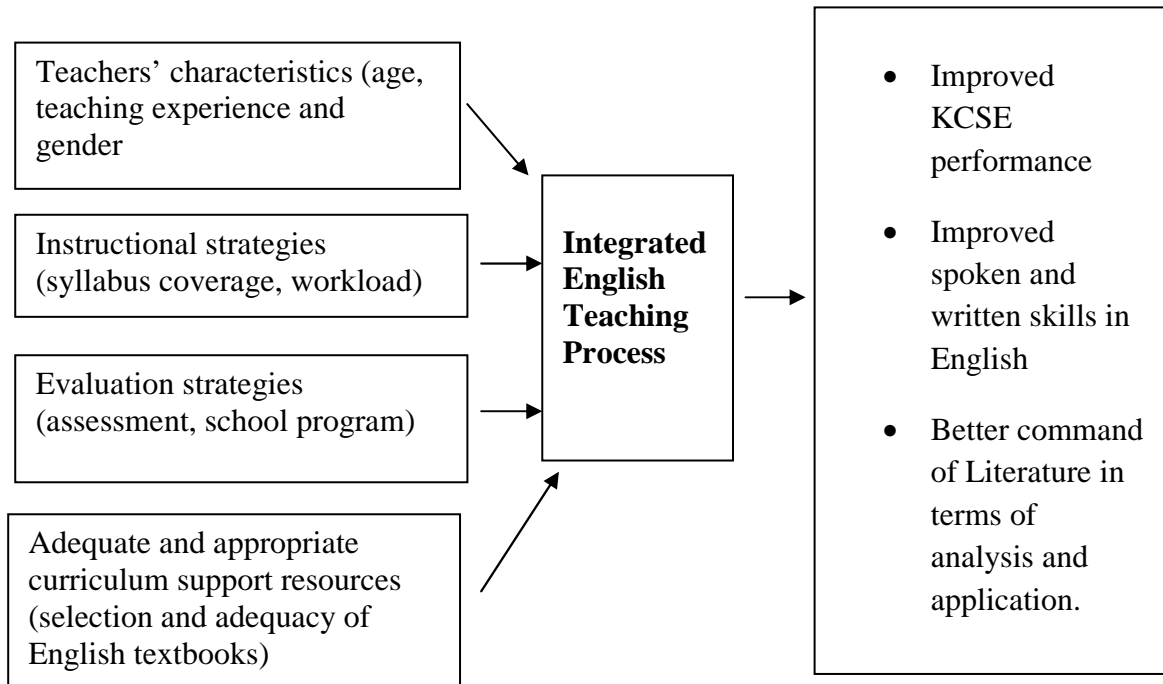 Teachers’ characteristics (age,
teaching experience and
gender
Instructional strategies
(syllabus coverage, workload)
Evaluation strategies
(assessment, school program)
Adequate and appropriate
curriculum support resources
(selection and adequacy of
English textbooks)
Integrated
English
Teaching
Process
• Improved
KCSE
performance
• Improved
spoken and
written skills in
English
• Better command
of Literature in
terms of
analysis and
application.